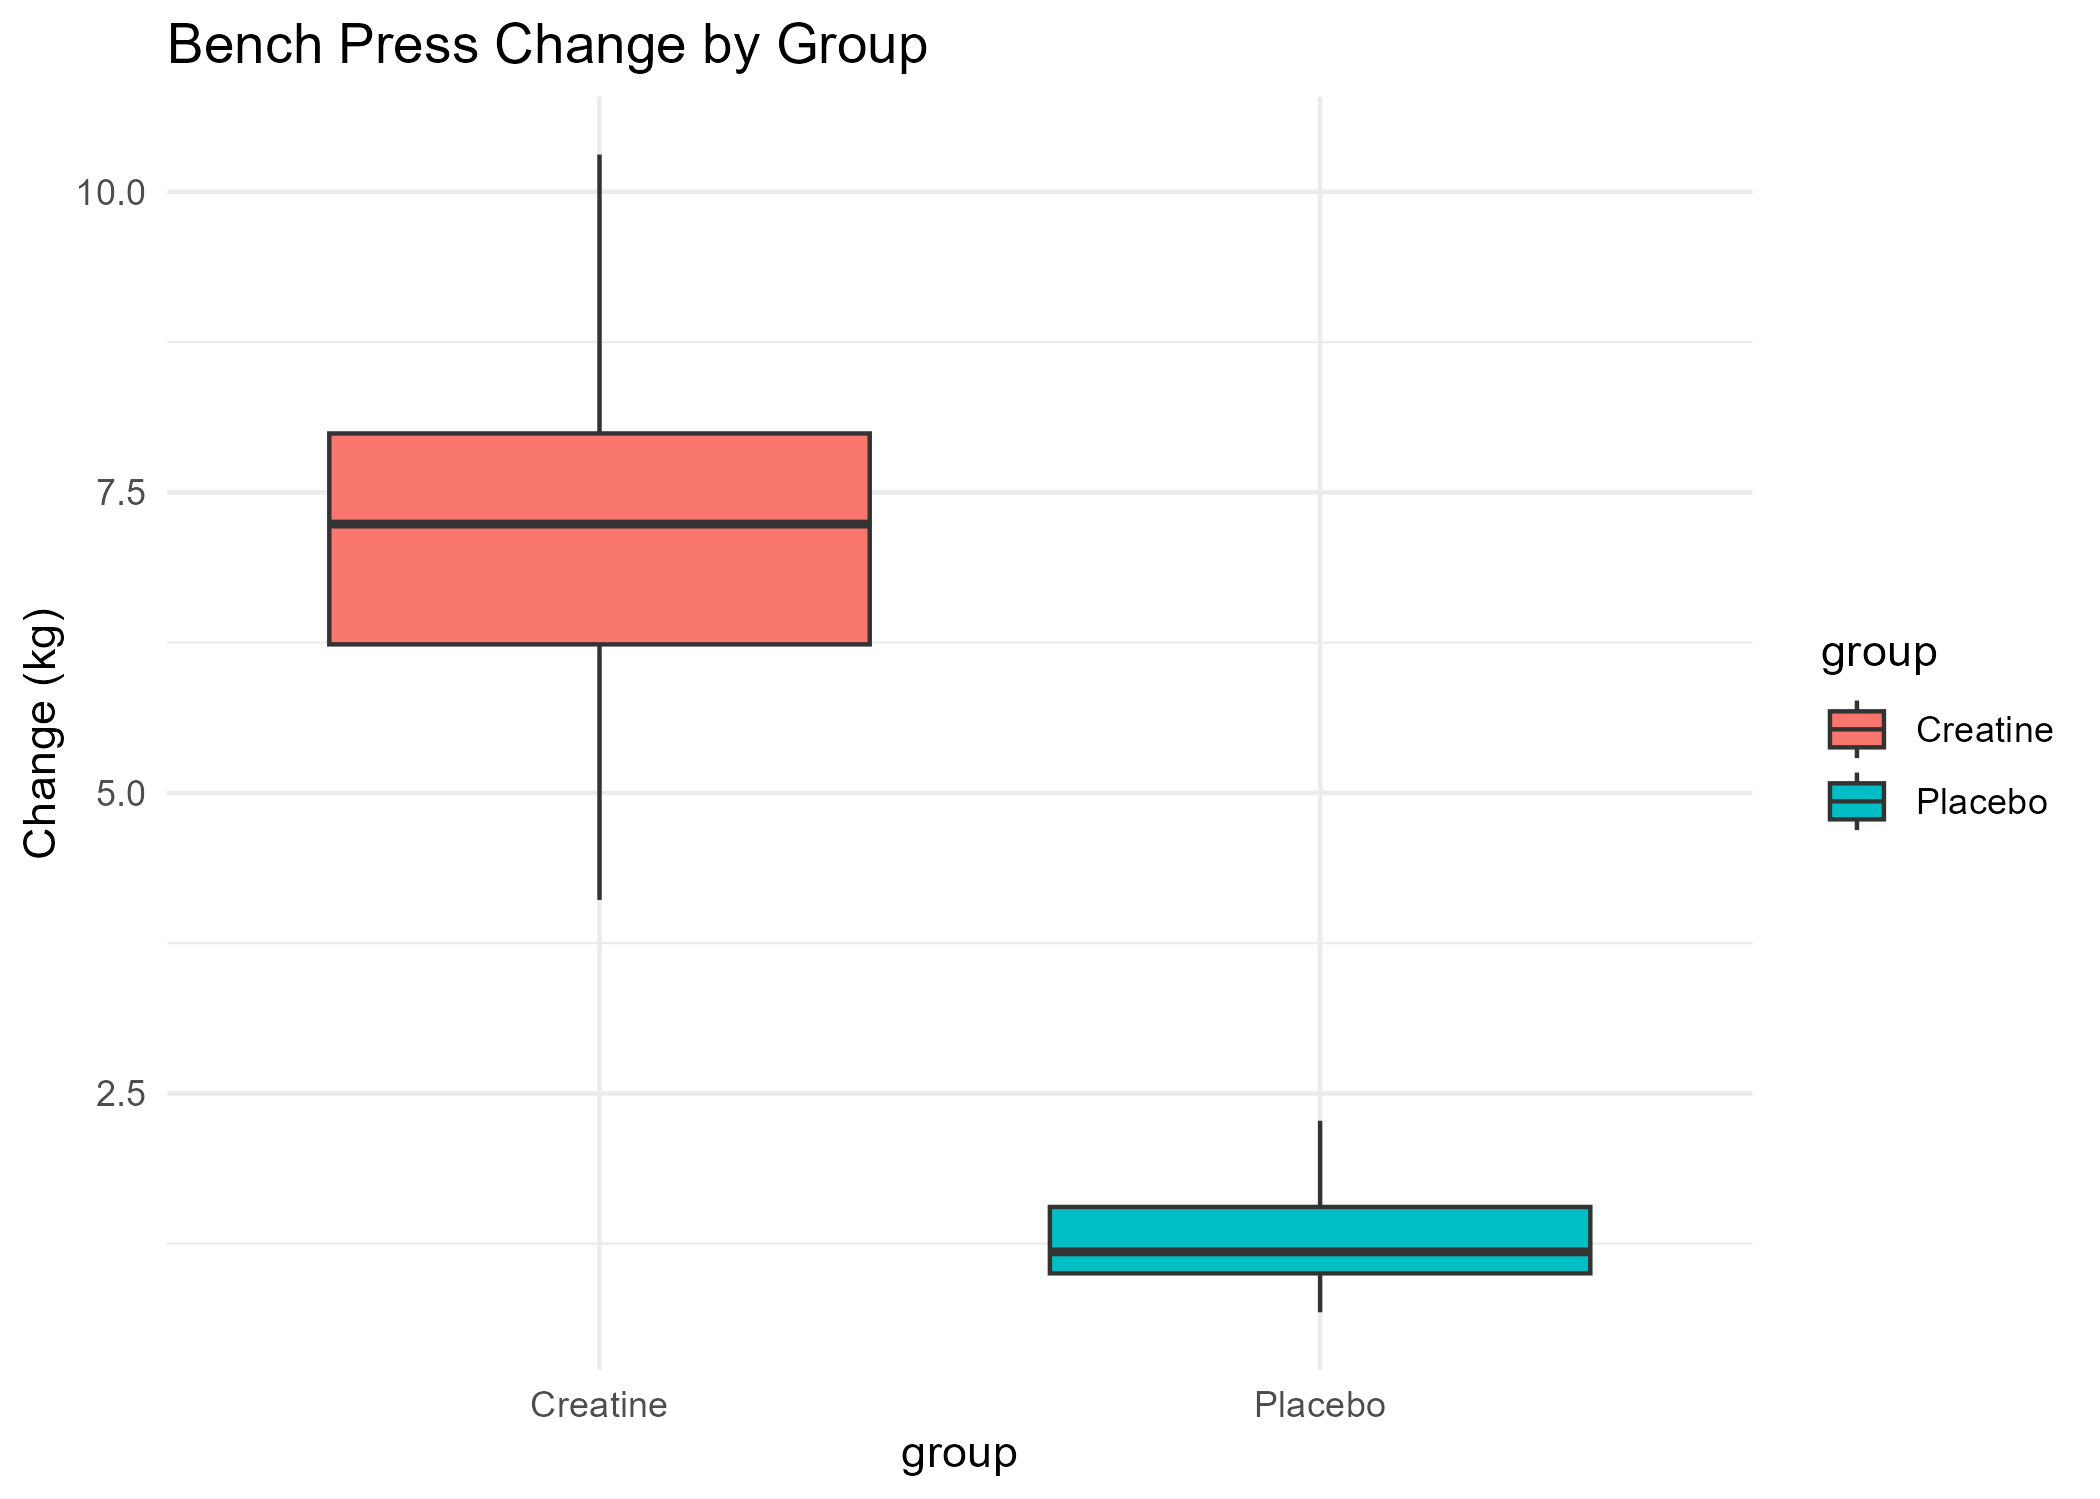 Bench Press Change by Group
Change (kg)
10.0
7.5
5.0
2.5
Creatine
Placebo
group
group
Creatine
Placebo